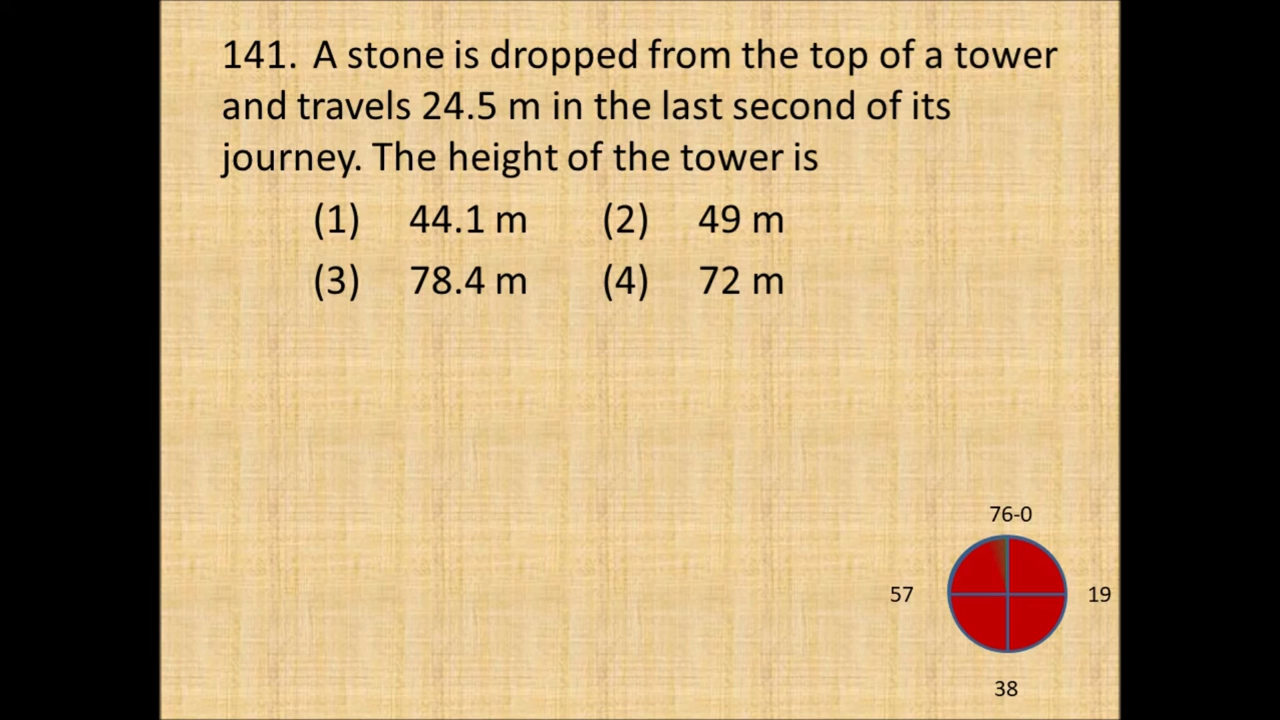 141. A stone is dropped from the top of a tower
and travels 24.5 m in the last second of its
journey. The height of the tower is
(1) 44.1 m (2) 49 m
(3) 78.4 m (4) 72 m
76-0
57 19
38